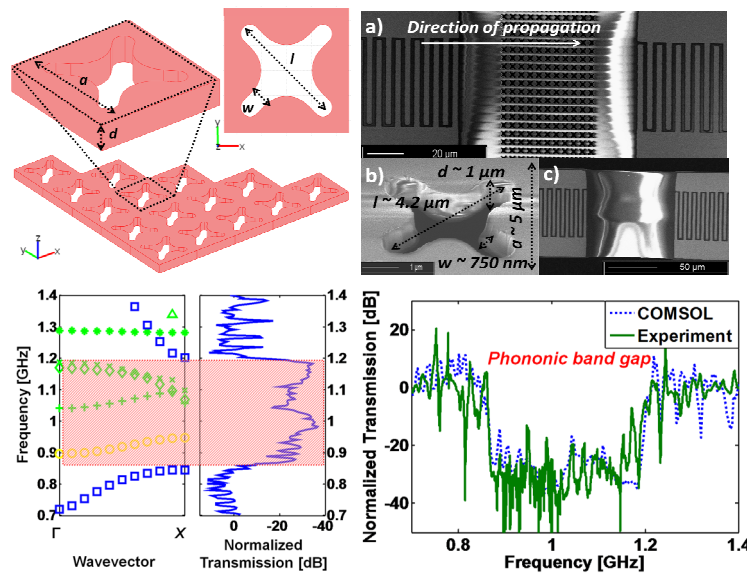 a
d
l
w
y
x
z
y
x
a)
Direction of propagation
20 µm
b)
d ~ 1 µm
l ~ 4.2 µm
a ~ 5 µm
w ~ 750 nm
1 µm
c)
50 µm
1.4
1.3
1.2
1.1
1
0.9
0.8
0.7
Frequency [GHz]
Γ
X
Wavevector
1.4
1.3
1.2
1.1
1
0.9
0.8
0.7
0
-20
-40
Normalized
Transmission [dB]
COMSOL
Experiment
Phononic band gap
20
0
-20
-40
Normalized Transmission [dB]
0.8
1
1.2
1.4
Frequency [GHz]